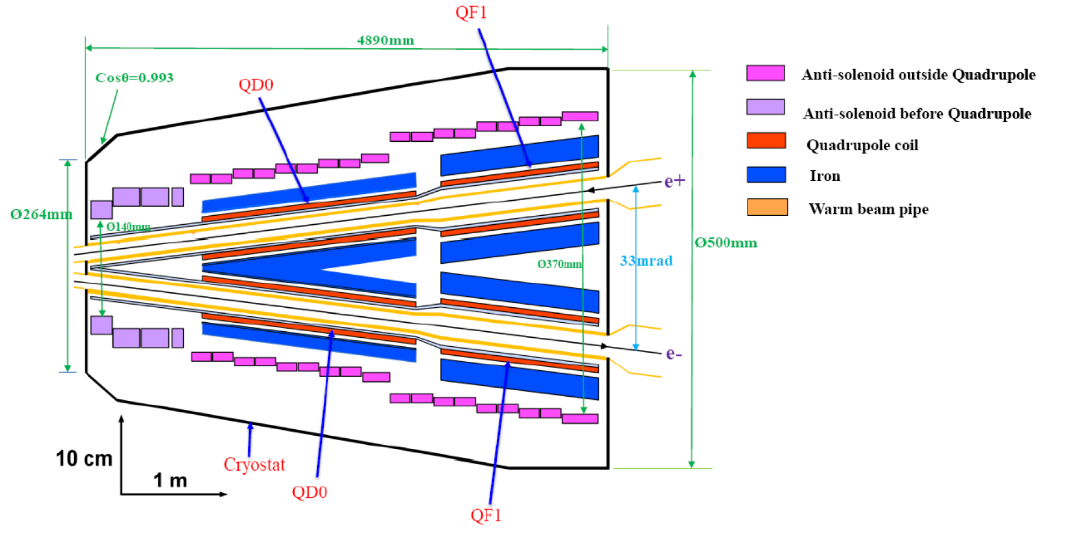 QF1
4890mm
Cosθ=0.993
QD0
Anti-solenoid outside Quadrupole
Anti-solenoid before Quadrupole
Quadrupole coil
Iron
Warm beam pipe
e+
Ø264mm
Ø140mm
Ø500mm
33mrad
Ø370mm
e-
10 cm
1 m
Cryostat
QD0
QF1